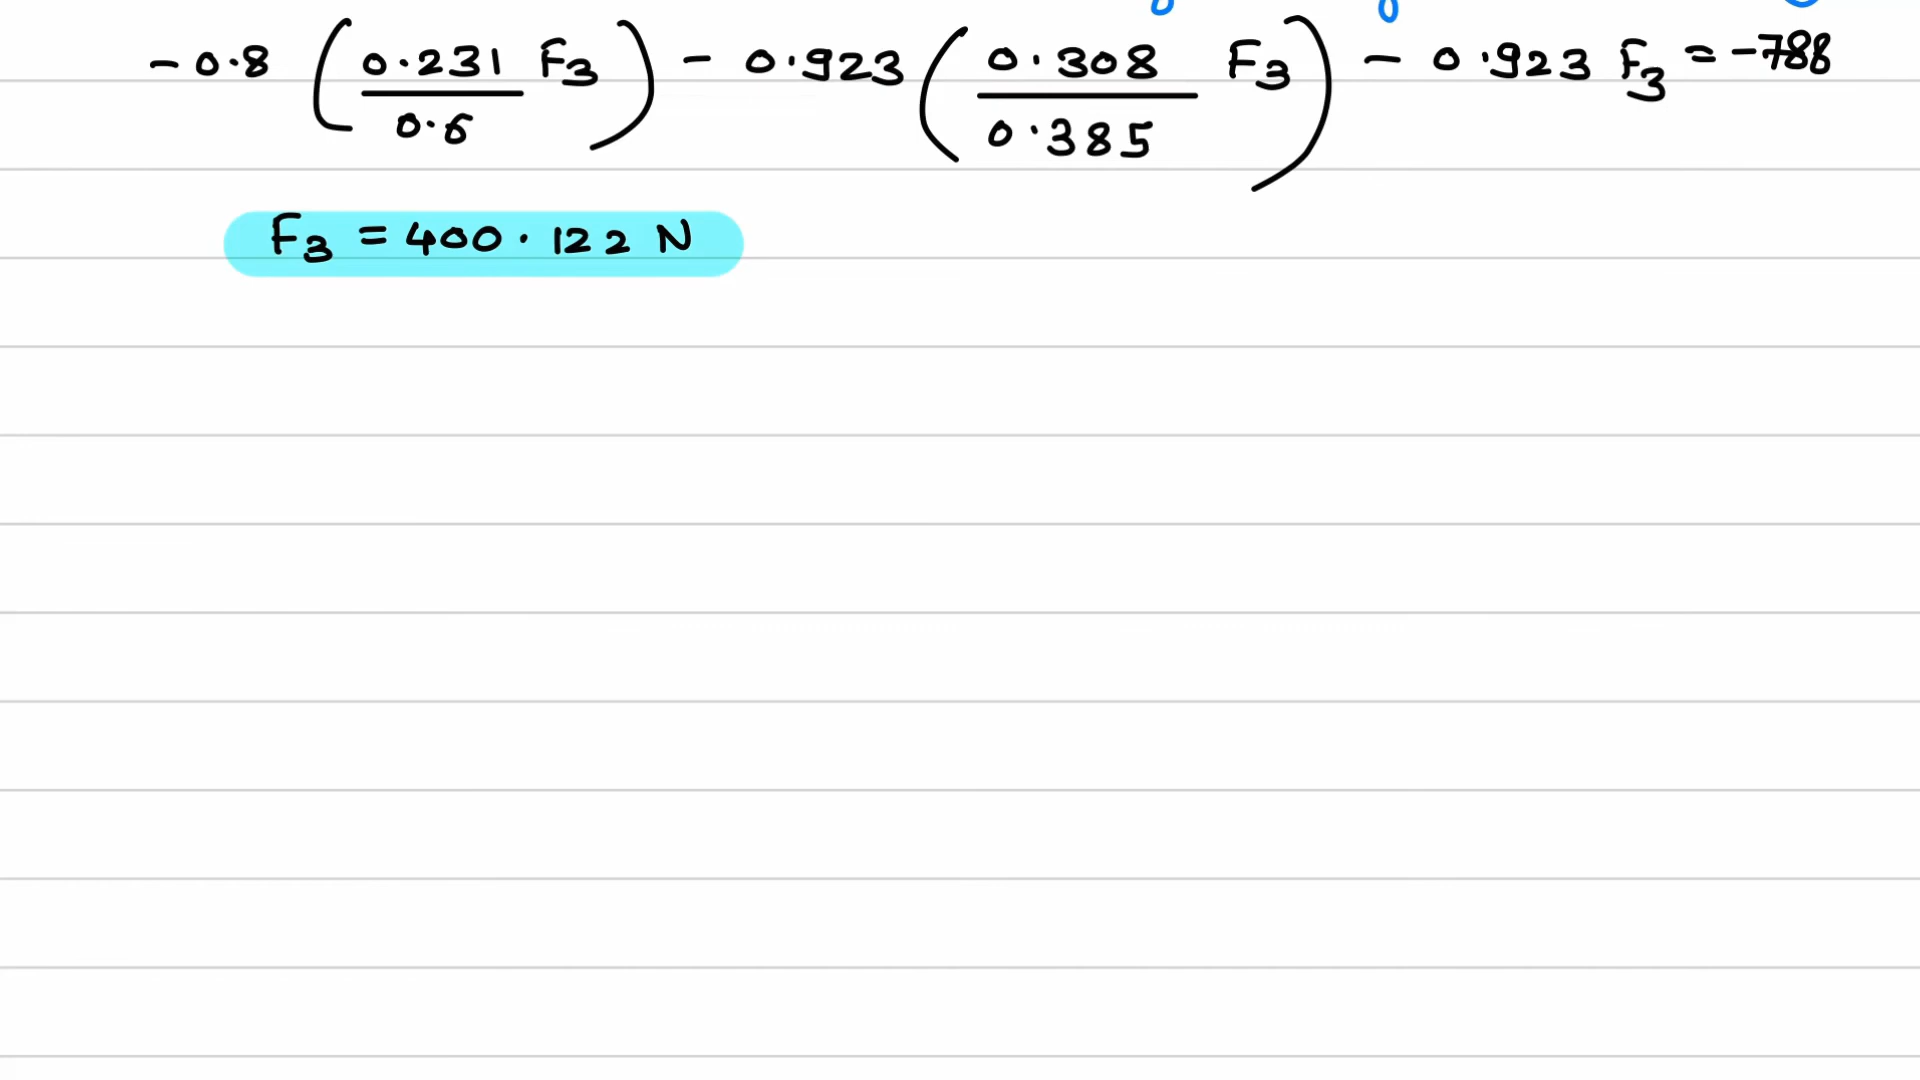 -0.8 (0.231 F₃ / 0.6) - 0.923 (0.308 F₃ / 0.385) - 0.923 F₃ = -788
F₃ = 400.122 N